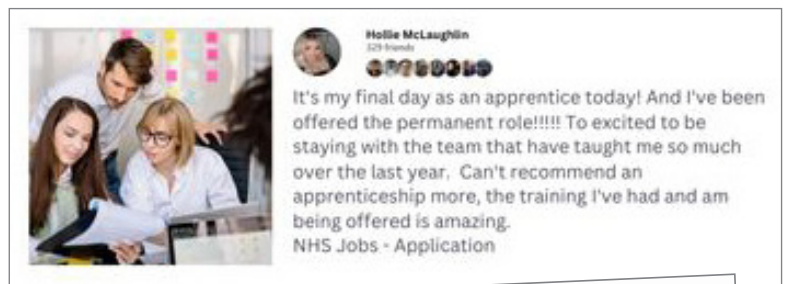 Hollie McLaughlin
329 friends
It's my final day as an apprentice today! And I've been
offered the permanent role!!!!! To excited to be
staying with the team that have taught me so much
over the last year. Can't recommend an
apprenticeship more, the training I've had and am
being offered is amazing.
NHS Jobs - Application